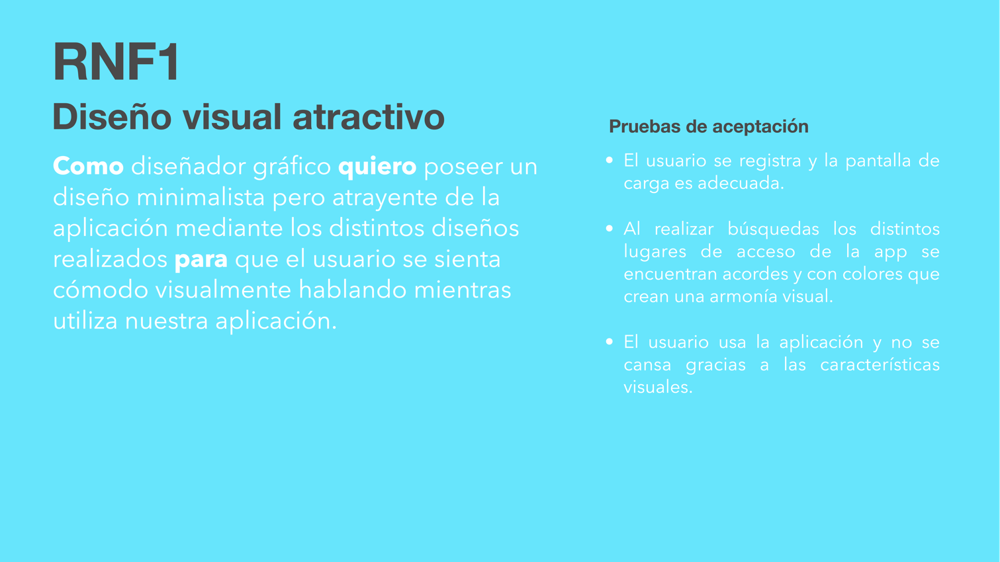 RNF1
Diseño visual atractivo
Como diseñador gráfico quiero poseer un
diseño minimalista pero atrayente de la
aplicación mediante los distintos diseños
realizados para que el usuario se sienta
cómodo visualmente hablando mientras
utiliza nuestra aplicación.
Pruebas de aceptación
• El usuario se registra y la pantalla de
carga es adecuada.
• Al realizar búsquedas los distintos
lugares de acceso de la app se
encuentran acordes y con colores que
crean una armonía visual.
• El usuario usa la aplicación y no se
cansa gracias a las características
visuales.